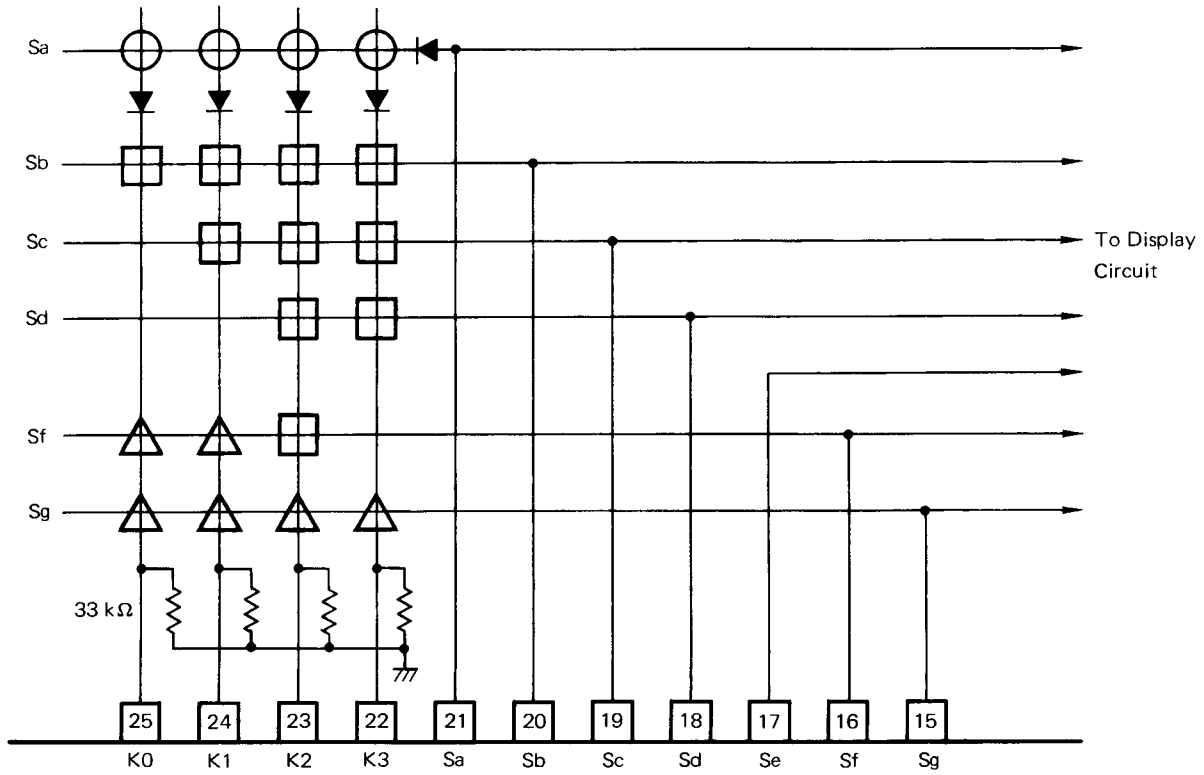 Sa
Sb
Sc
To Display
Circuit
Sd
Sf
Sg
33 kΩ
25 24 23 22 21 20 19 18 17 16 15
K0 K1 K2 K3 Sa Sb Sc Sd Se Sf Sg